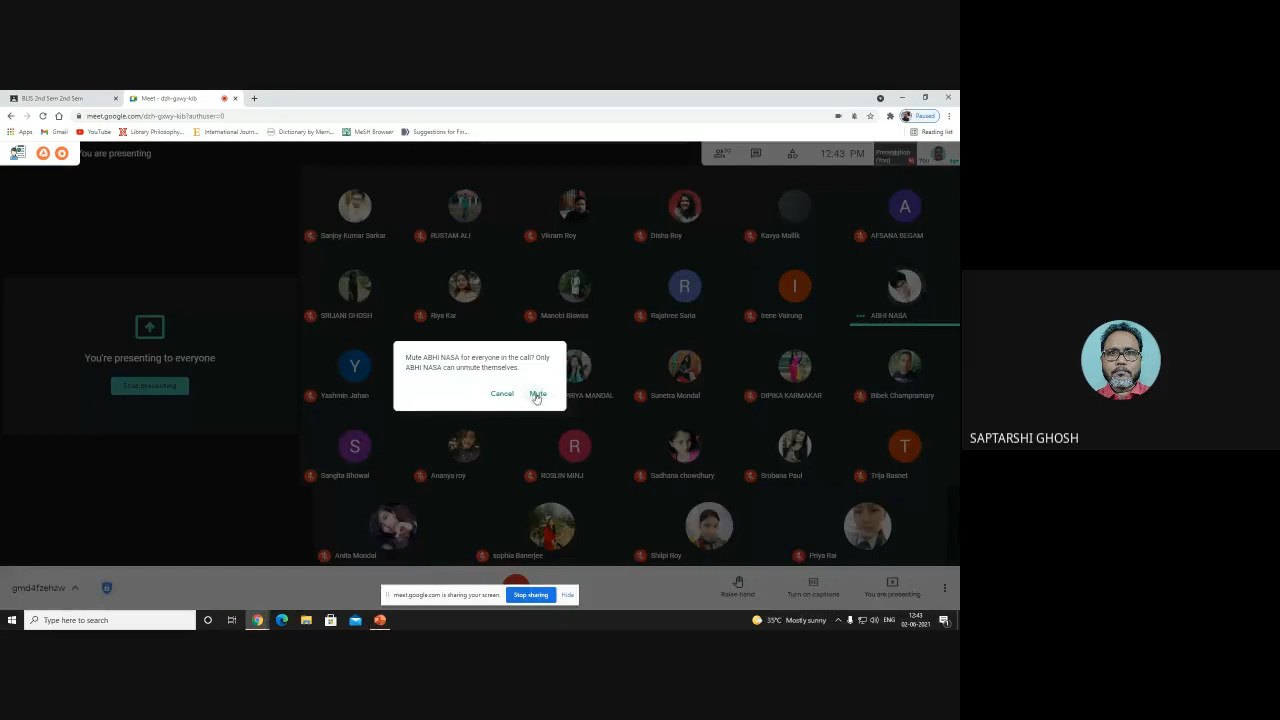 BLIS 2nd Sem 2nd Sem
Meet - dzh-gxwy-kib
meet.google.com/dzh-gxwy-kib?authuser=0
Paused
Apps
Gmail
YouTube
Library Philosophy...
International Journ...
Dictionary by Merri...
MeSH Browser
Suggestions for Fin...
Reading list
You are presenting
12:43 PM
Presentation (You)
You
Sanjoy Kumar Sarkar
RUSTAM ALI
Vikram Roy
Disha Roy
Kavya Mallik
AFSANA BEGAM
A
SRIJANI GHOSH
Riya Kar
Manobi Biswas
R
Rajshree Saria
I
Irene Vairung
ABHI NASA
You're presenting to everyone
Stop presenting
Mute ABHI NASA for everyone in the call? Only
ABHI NASA can unmute themselves.
Cancel
Mute
Y
Yashmin Jahan
PRIYA MANDAL
Sunetra Mondal
DIPIKA KARMAKAR
Bibek Champramary
S
Sangita Bhowal
Ananya roy
R
ROSLIN MINJ
Sadhana chowdhury
Srobana Paul
T
Trija Basnet
Anita Mondal
sophia Banerjee
Shilpi Roy
Priya Rai
SAPTARSHI GHOSH
gmd4fzehzw
meet.google.com is sharing your screen.
Stop sharing
Hide
Raise hand
Turn on captions
You are presenting
Type here to search
35°C Mostly sunny
ENG
12:43
02-06-2021